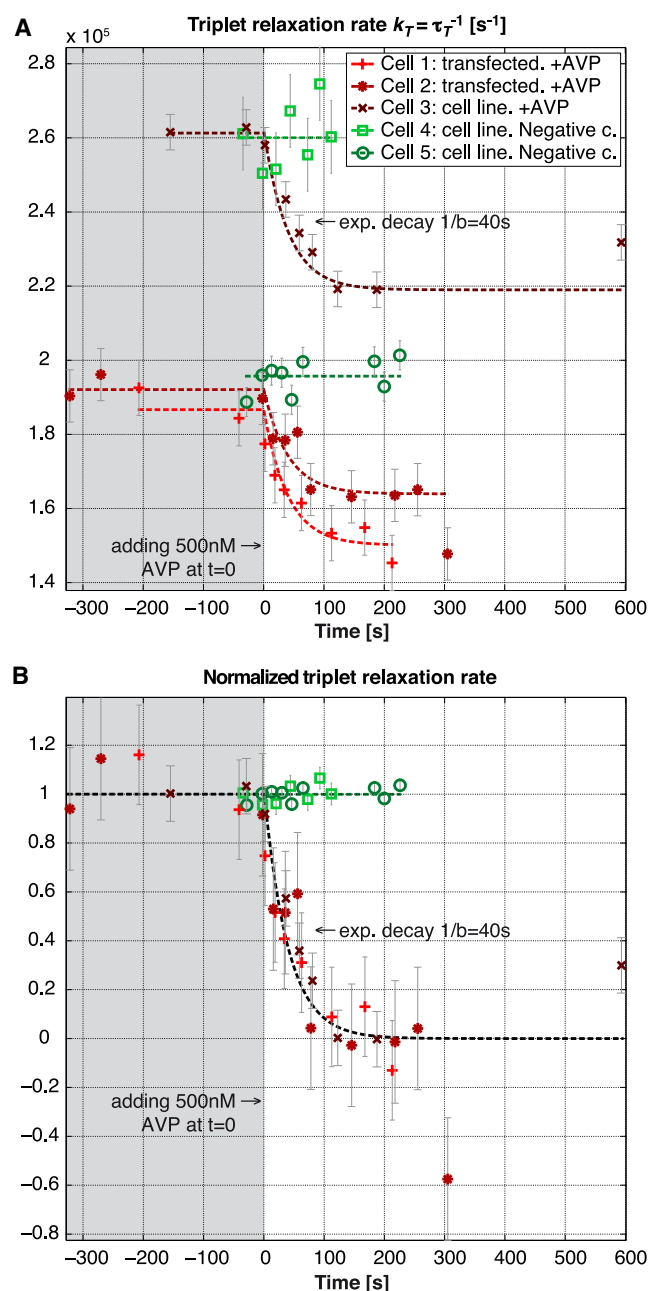 A
Triplet relaxation rate k_T = τ_T⁻¹ [s⁻¹]
x 10⁵
2.8
2.6
2.4
2.2
2
1.8
1.6
1.4
+ Cell 1: transfected. +AVP
Cell 2: transfected. +AVP
Cell 3: cell line. +AVP
Cell 4: cell line. Negative c.
Cell 5: cell line. Negative c.
← exp. decay 1/b=40s
adding 500nM →
AVP at t=0
−300 −200 −100 0 100 200 300 400 500 600
Time [s]
B
Normalized triplet relaxation rate
1.2
1
0.8
0.6
0.4
0.2
0
−0.2
−0.4
−0.6
−0.8
← exp. decay 1/b=40s
adding 500nM →
AVP at t=0
−300 −200 −100 0 100 200 300 400 500 600
Time [s]